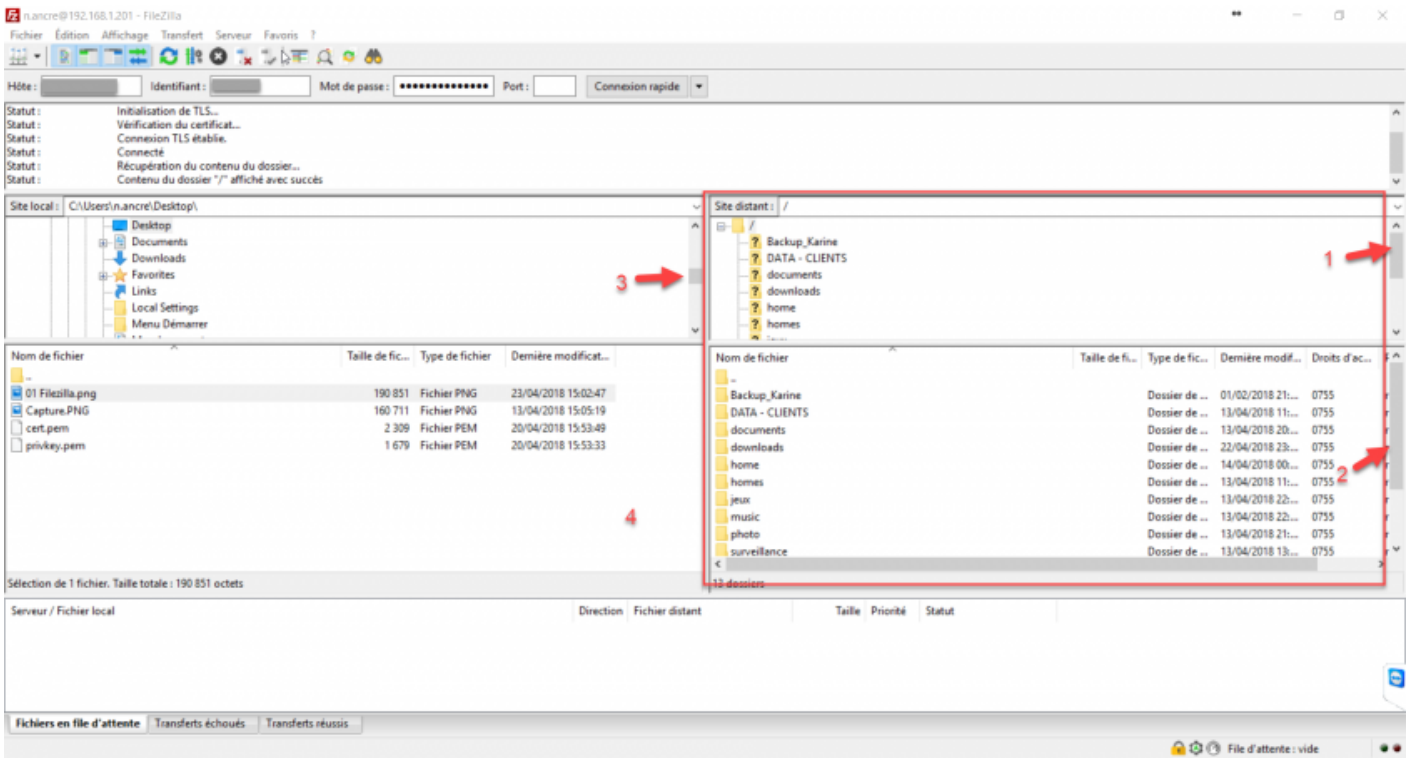 n.ancre@192.168.1.201 - FileZilla
Fichier Édition Affichage Transfert Serveur Favoris ?
Hôte : Identifiant : Mot de passe : •••••••••••••• Port : Connexion rapide
Statut : Initialisation de TLS...
Statut : Vérification du certificat...
Statut : Connexion TLS établie.
Statut : Connecté
Statut : Récupération du contenu du dossier...
Statut : Contenu du dossier "/" affiché avec succès
Site local : C:\Users\n.ancre\Desktop\
Desktop
Documents
Downloads
Favorites
Links
Local Settings
Menu Démarrer
3
Site distant : /
/
Backup_Karine
DATA - CLIENTS
documents
downloads
home
homes
1
Nom de fichier Taille de fic... Type de fichier Dernière modificat...
..
01 Filezilla.png 190 851 Fichier PNG 23/04/2018 15:02:47
Capture.PNG 160 711 Fichier PNG 13/04/2018 15:05:19
cert.pem 2 309 Fichier PEM 20/04/2018 15:53:49
privkey.pem 1 679 Fichier PEM 20/04/2018 15:53:33
4
Sélection de 1 fichier. Taille totale : 190 851 octets
Nom de fichier Taille de fi... Type de fic... Dernière modif... Droits d'ac...
..
Backup_Karine Dossier de ... 01/02/2018 21:... 0755
DATA - CLIENTS Dossier de ... 13/04/2018 11:... 0755
documents Dossier de ... 13/04/2018 20:... 0755
downloads Dossier de ... 22/04/2018 23:... 0755
home Dossier de ... 14/04/2018 00:... 0755
homes Dossier de ... 13/04/2018 11:... 0755
jeux Dossier de ... 13/04/2018 22:... 0755
music Dossier de ... 13/04/2018 22:... 0755
photo Dossier de ... 13/04/2018 21:... 0755
surveillance Dossier de ... 13/04/2018 13:... 0755
2
dossiers
Serveur / Fichier local Direction Fichier distant Taille Priorité Statut
Fichiers en file d'attente Transferts échoués Transferts réussis
File d'attente : vide